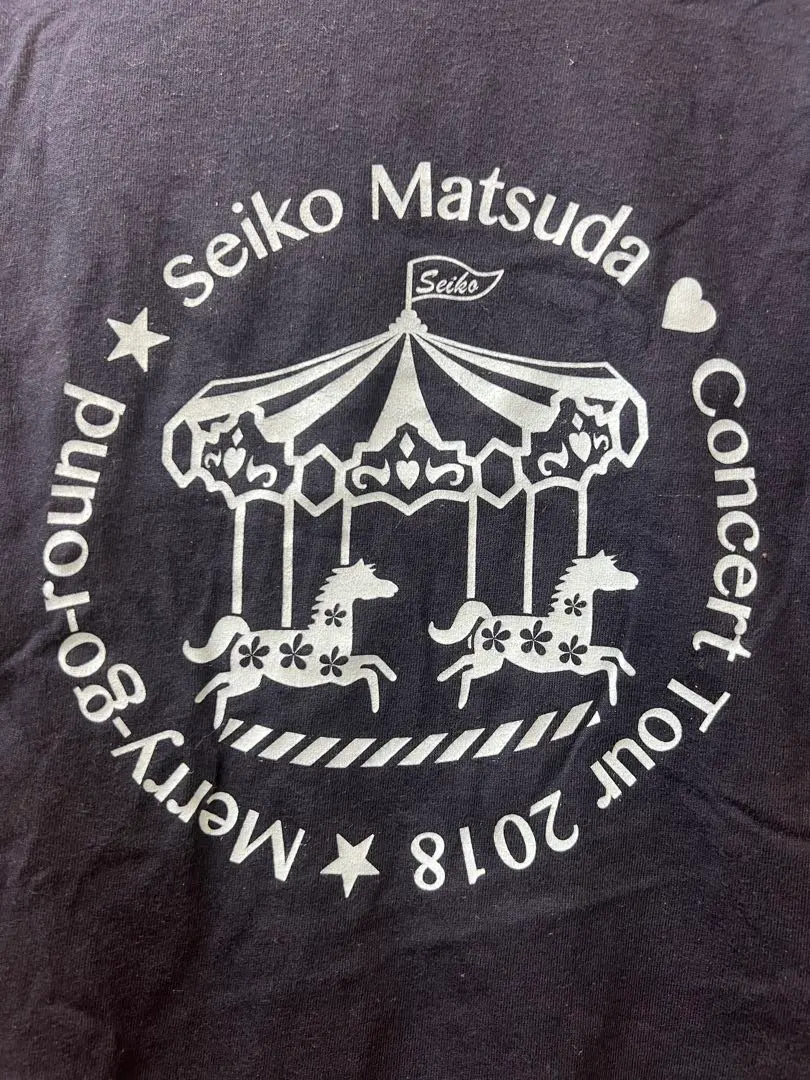 Seiko Matsuda ♥ Concert Tour 2018 ★ Merry-go-round ★
Seiko